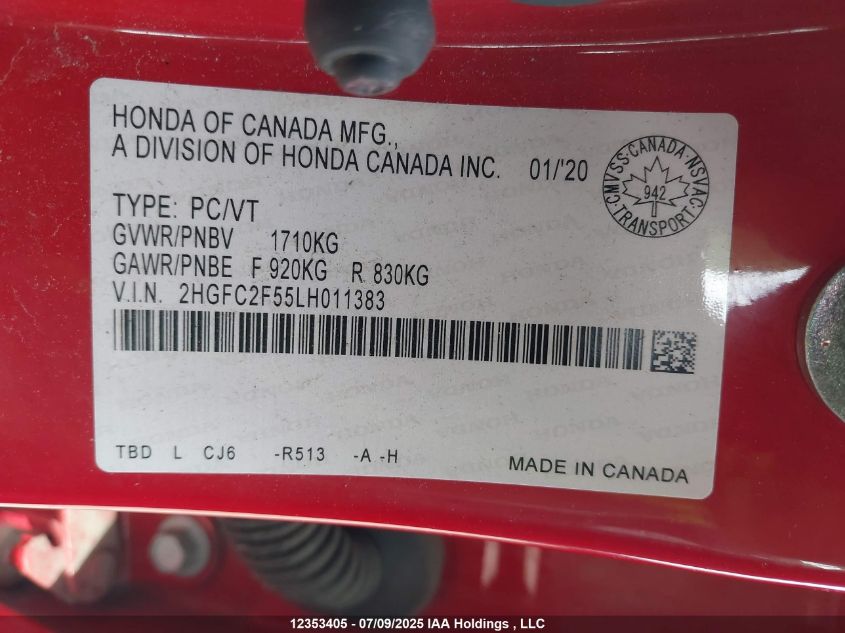 HONDA OF CANADA MFG.,
A DIVISION OF HONDA CANADA INC. 01/'20
CMVSS·CANADA·NSVAC
942
·TRANSPORT·
TYPE: PC/VT
GVWR/PNBV 1710KG
GAWR/PNBE F 920KG R 830KG
V.I.N. 2HGFC2F55LH011383
TBD L CJ6 -R513 -A -H
MADE IN CANADA
12353405 - 07/09/2025 IAA Holdings , LLC